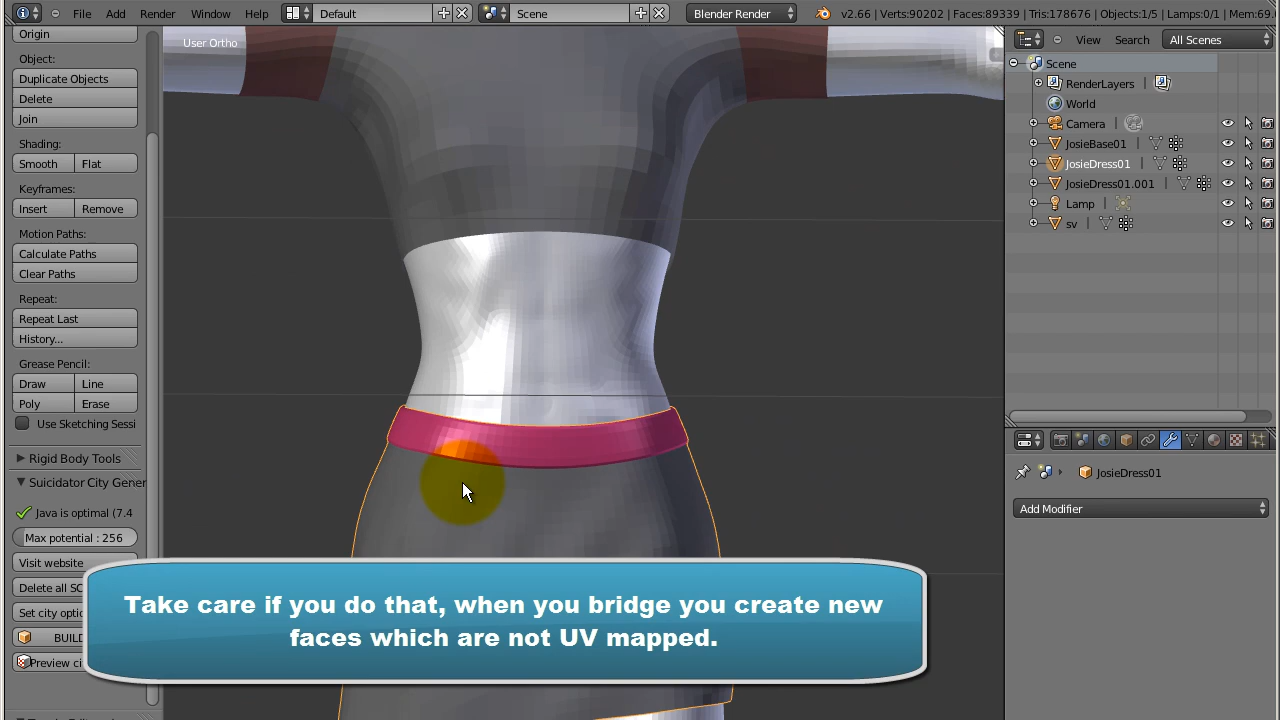 File Add Render Window Help Default Scene Blender Render v2.66 | Verts:90202 | Faces:89339 | Tris:178676 | Objects:1/5 | Lamps:0/1 | Mem:69.
Origin
Object:
Duplicate Objects
Delete
Join
Shading:
Smooth Flat
Keyframes:
Insert Remove
Motion Paths:
Calculate Paths
Clear Paths
Repeat:
Repeat Last
History...
Grease Pencil:
Draw Line
Poly Erase
Use Sketching Sessi
Rigid Body Tools
Suicidator City Gener
Java is optimal (7.4
Max potential : 256
Visit website
Delete all SC
Set city optio
BUILD
Preview ci
User Ortho
Take care if you do that, when you bridge you create new
faces which are not UV mapped.
View Search All Scenes
Scene
RenderLayers |
World
Camera |
JosieBase01 |
JosieDress01 |
JosieDress01.001 |
Lamp |
sv |
JosieDress01
Add Modifier